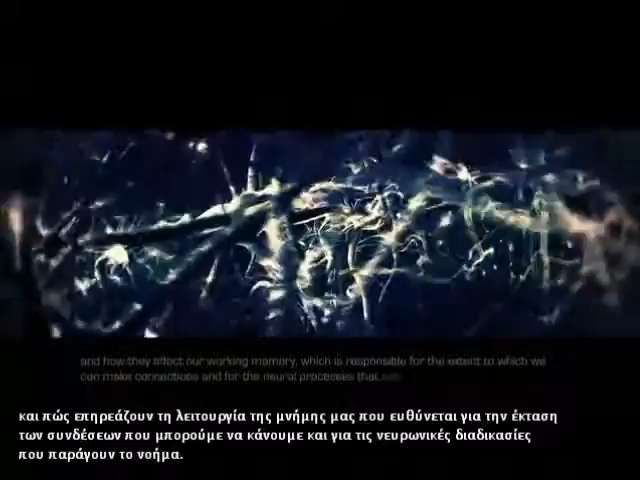 and how they affect our working memory, which is responsible for the extent to which we
can make connections and for the neural processes that
και πώς επηρεάζουν τη λειτουργία της μνήμης μας που ευθύνεται για την έκταση
των συνδέσεων που μπορούμε να κάνουμε και για τις νευρωνικές διαδικασίες
που παράγουν το νοήμα.